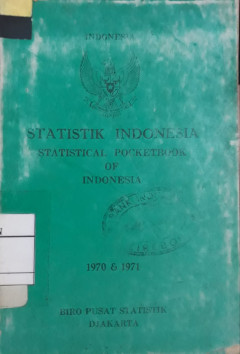 INDONESIA
STATISTIK INDONESIA
STATISTICAL POCKETBOOK
OF
INDONESIA
1970 & 1971
BIRO PUSAT STATISTIK
DJAKARTA